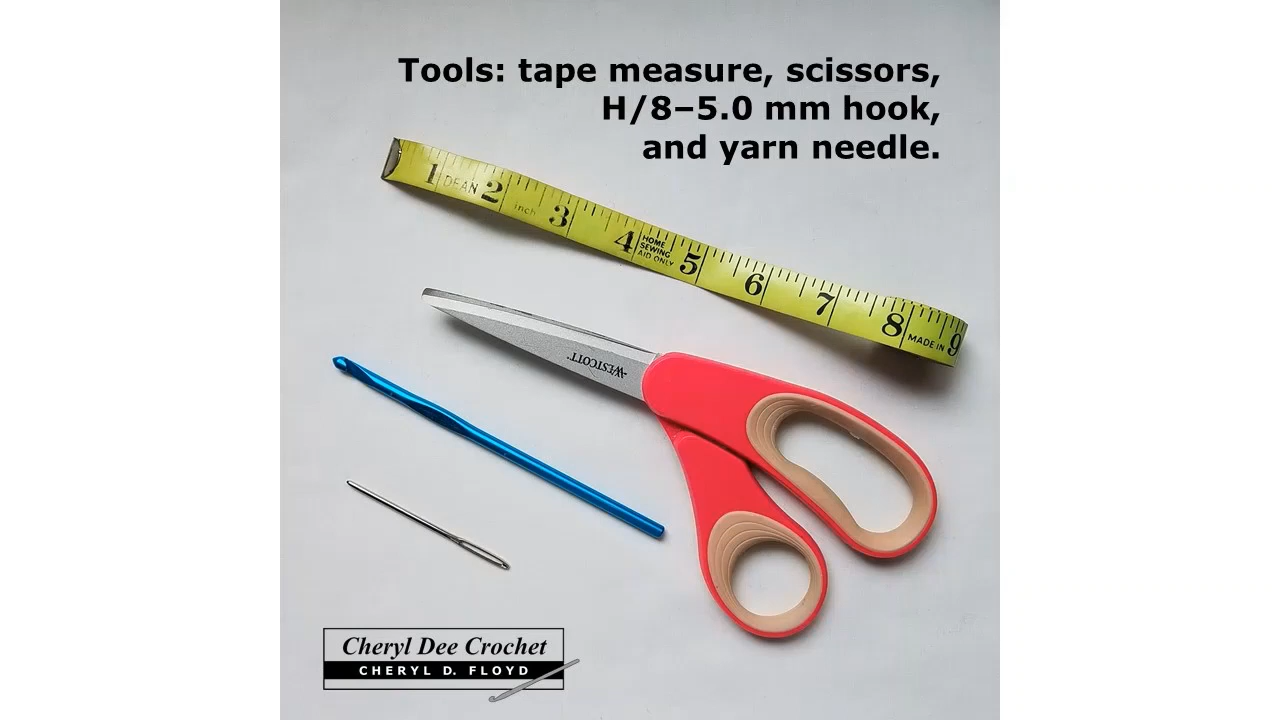 Tools: tape measure, scissors,
H/8–5.0 mm hook,
and yarn needle.
1 DEAN 2 inch 3 4 HOME SEWING AID ONLY 5 6 7 8 MADE IN 9
WESTCOTT
Cheryl Dee Crochet
CHERYL D. FLOYD